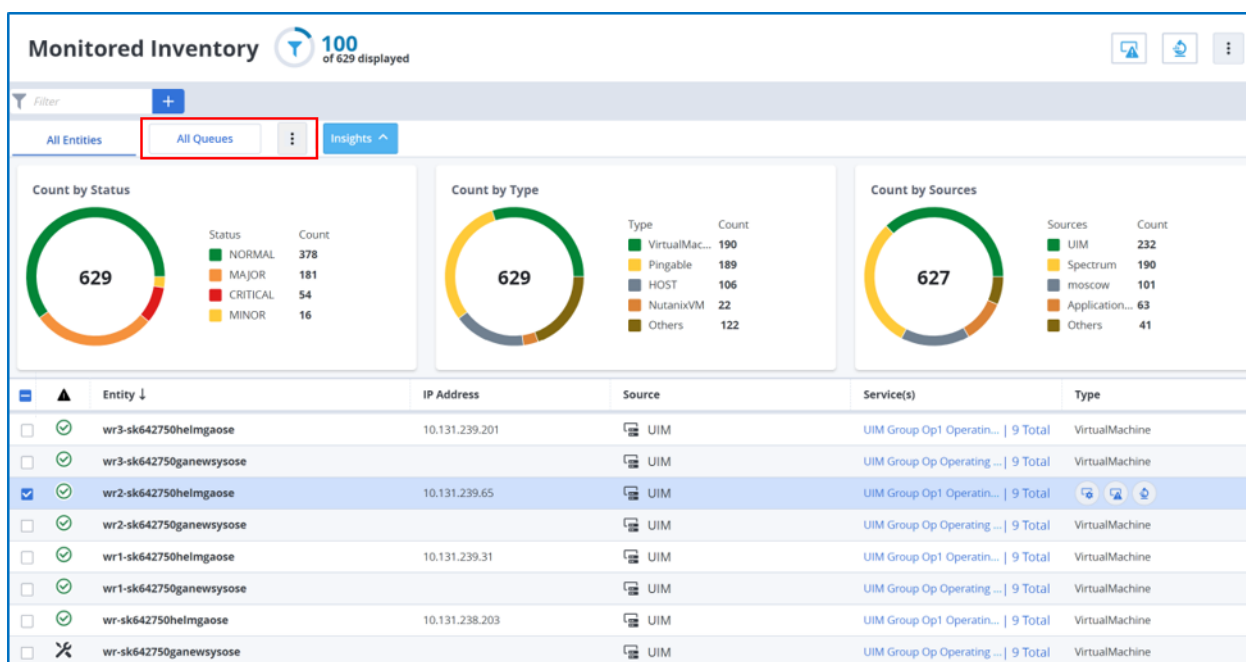 Monitored Inventory
100
of 629 displayed
Filter
+
All Entities
All Queues
Insights
Count by Status
629
Status Count
NORMAL 378
MAJOR 181
CRITICAL 54
MINOR 16
Count by Type
629
Type Count
VirtualMac... 190
Pingable 189
HOST 106
NutanixVM 22
Others 122
Count by Sources
627
Sources Count
UIM 232
Spectrum 190
moscow 101
Application... 63
Others 41
Entity ↓ IP Address Source Service(s) Type
wr3-sk642750helmgaose 10.131.239.201 UIM UIM Group Op1 Operatin... | 9 Total VirtualMachine
wr3-sk642750ganewsysose UIM UIM Group Op Operating ... | 9 Total VirtualMachine
wr2-sk642750helmgaose 10.131.239.65 UIM UIM Group Op1 Operatin... | 9 Total
wr2-sk642750ganewsysose UIM UIM Group Op Operating ... | 9 Total VirtualMachine
wr1-sk642750helmgaose 10.131.239.31 UIM UIM Group Op1 Operatin... | 9 Total VirtualMachine
wr1-sk642750ganewsysose UIM UIM Group Op Operating ... | 9 Total VirtualMachine
wr-sk642750helmgaose 10.131.238.203 UIM UIM Group Op1 Operatin... | 9 Total VirtualMachine
wr-sk642750ganewsysose UIM UIM Group Op Operating ... | 9 Total VirtualMachine